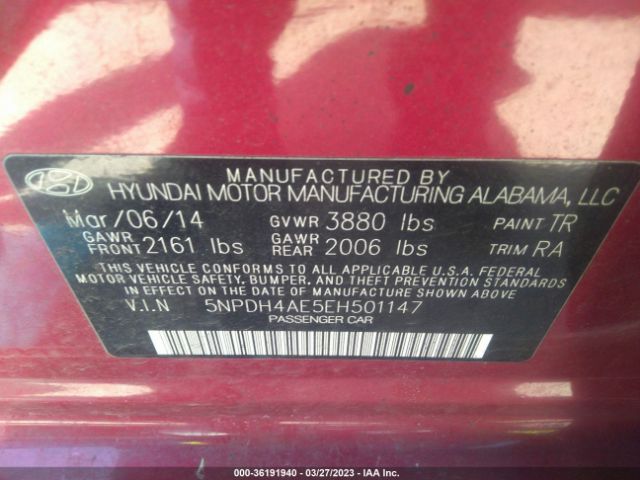 MANUFACTURED BY
HYUNDAI MOTOR MANUFACTURING ALABAMA, LLC
Mar/06/14 GVWR 3880 lbs PAINT TR
GAWR FRONT 2161 lbs GAWR REAR 2006 lbs TRIM RA
THIS VEHICLE CONFORMS TO ALL APPLICABLE U.S.A. FEDERAL
MOTOR VEHICLE SAFETY, BUMPER, AND THEFT PREVENTION
STANDARDS IN EFFECT ON THE DATE OF MANUFACTURE SHOWN ABOVE.
V.I.N 5NPDH4AE5EH501147
PASSENGER CAR
000-36191940 - 03/27/2023 - IAA Inc.